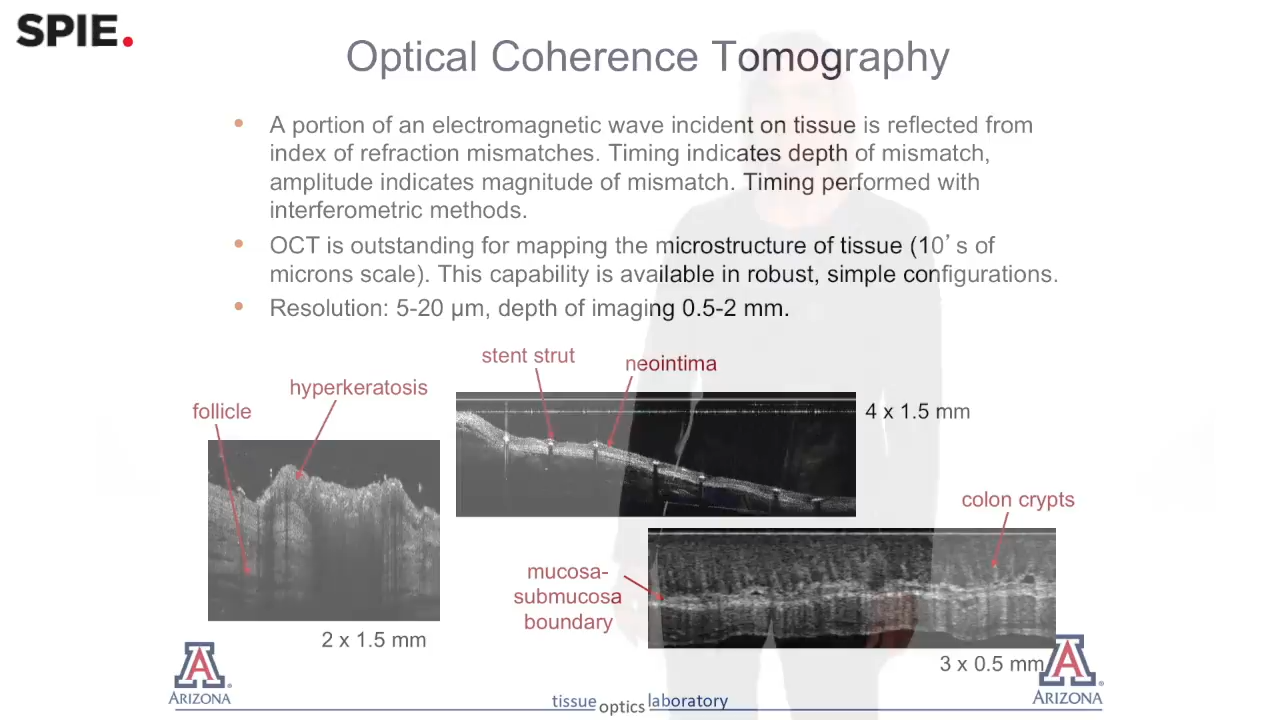 SPIE.
Optical Coherence Tomography
• A portion of an electromagnetic wave incident on tissue is reflected from
index of refraction mismatches. Timing indicates depth of mismatch,
amplitude indicates magnitude of mismatch. Timing performed with
interferometric methods.
• OCT is outstanding for mapping the microstructure of tissue (10's of
microns scale). This capability is available in robust, simple configurations.
• Resolution: 5-20 μm, depth of imaging 0.5-2 mm.
stent strut
neointima
hyperkeratosis
follicle
4 x 1.5 mm
colon crypts
mucosa-
submucosa
boundary
2 x 1.5 mm
3 x 0.5 mm
A
ARIZONA
tissue optics laboratory
A
ARIZONA